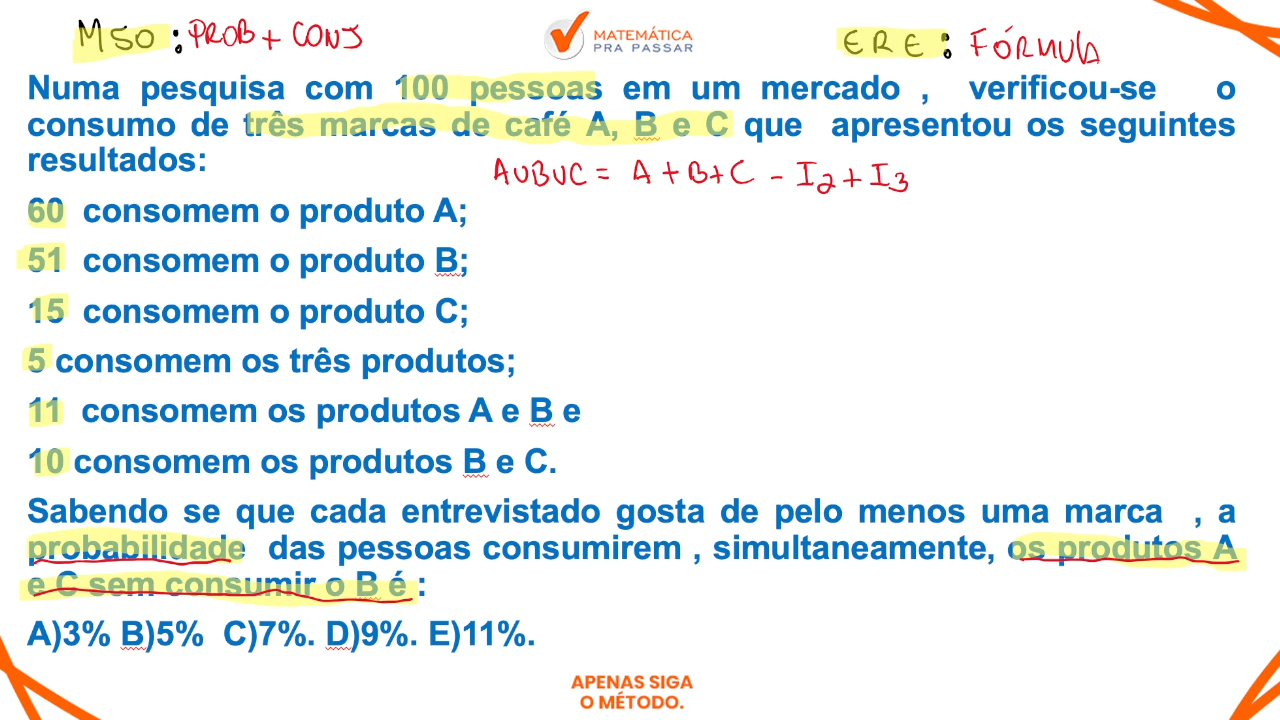 M50 : PROB + CONJ
MATEMÁTICA
PRA PASSAR
ERE : FÓRMULA
Numa pesquisa com 100 pessoas em um mercado , verificou-se o
consumo de três marcas de café A, B e C que apresentou os seguintes
resultados:
AUBUC = A + B + C - I2 + I3
60 consomem o produto A;
51 consomem o produto B;
15 consomem o produto C;
5 consomem os três produtos;
11 consomem os produtos A e B e
10 consomem os produtos B e C.
Sabendo se que cada entrevistado gosta de pelo menos uma marca , a
probabilidade das pessoas consumirem , simultaneamente, os produtos A
e C sem consumir o B é :
A)3% B)5% C)7%. D)9%. E)11%.
APENAS SIGA
O MÉTODO.